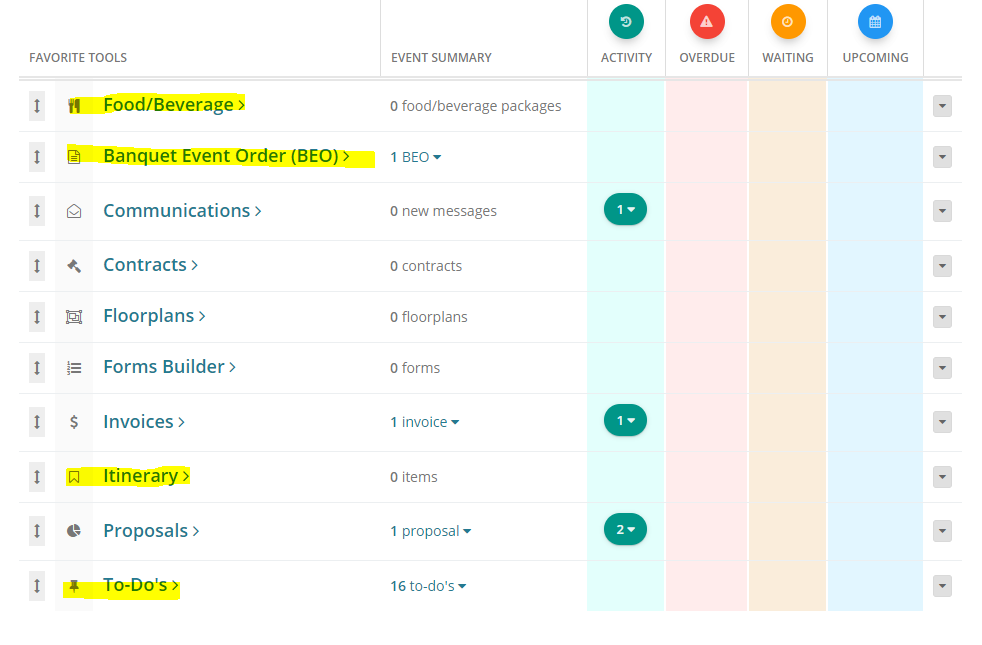 FAVORITE TOOLS EVENT SUMMARY ACTIVITY OVERDUE WAITING UPCOMING
Food/Beverage > 0 food/beverage packages
Banquet Event Order (BEO) > 1 BEO
Communications > 0 new messages 1
Contracts > 0 contracts
Floorplans > 0 floorplans
Forms Builder > 0 forms
$ Invoices > 1 invoice 1
Itinerary > 0 items
Proposals > 1 proposal 2
To-Do's > 16 to-do's